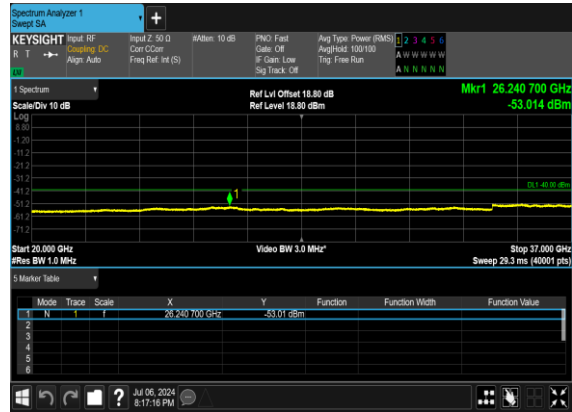 Spectrum Analyzer 1
Swept SA
KEYSIGHT Input: RF Input Z: 50 Ω #Atten: 10 dB PNO: Fast Avg Type: Power (RMS) 1 2 3 4 5 6
R T Coupling: DC Corr CCorr Gate: Off Avg|Hold: 100/100 A W W W W W
Align: Auto Freq Ref: Int (S) IF Gain: Low Trig: Free Run
LW Sig Track: Off A N N N N N
1 Spectrum Ref Lvl Offset 18.80 dB Mkr1 26.240 700 GHz
Scale/Div 10 dB Ref Level 18.80 dBm -53.014 dBm
Log
8.80
-1.20
-11.2
-21.2
-31.2
-41.2 DL1 -40.00 dBm
1
-51.2
-61.2
-71.2
Start 20.000 GHz Video BW 3.0 MHz* Stop 37.000 GHz
#Res BW 1.0 MHz Sweep 29.3 ms (40001 pts)
5 Marker Table
Mode Trace Scale X Y Function Function Width Function Value
1 N 1 f 26.240 700 GHz -53.01 dBm
2
3
4
5
6
? Jul 06, 2024
8:17:16 PM